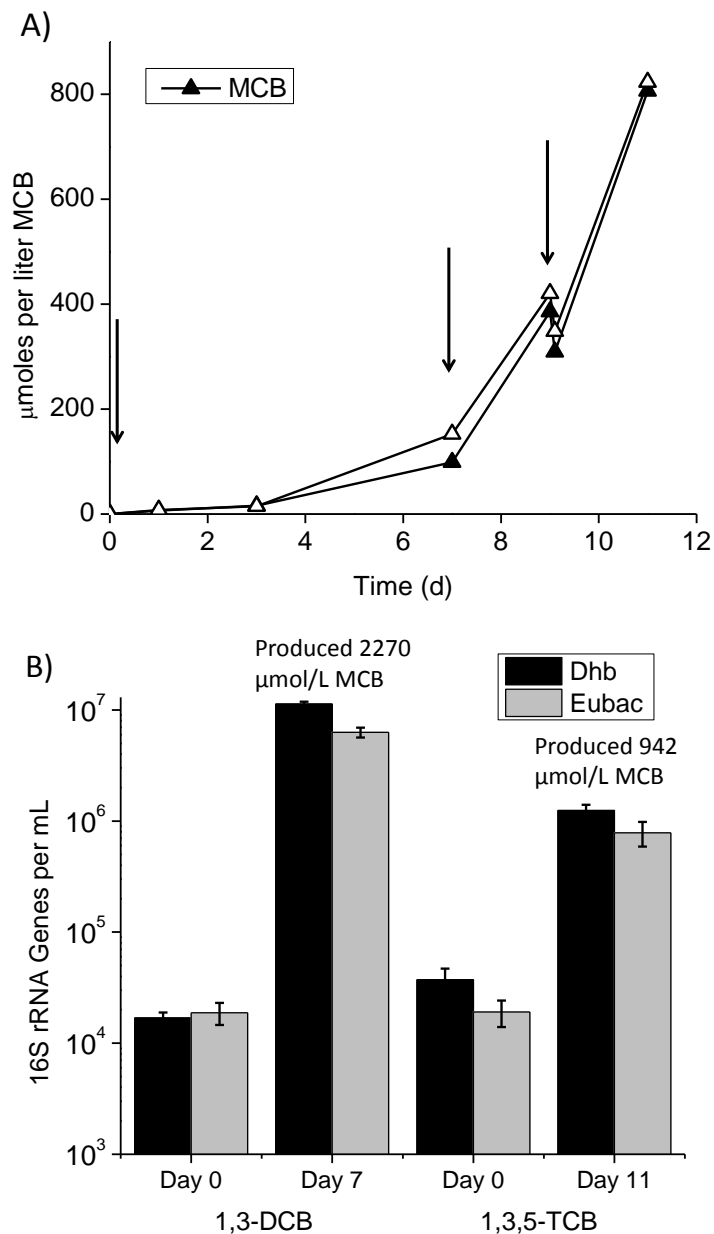 A)
MCB
800
600
400
200
0
μmoles per liter MCB
0 2 4 6 8 10 12
Time (d)
B)
Produced 2270
μmol/L MCB
Dhb
Eubac
Produced 942
μmol/L MCB
10⁷
10⁶
10⁵
10⁴
10³
16S rRNA Genes per mL
Day 0 Day 7 Day 0 Day 11
1,3-DCB 1,3,5-TCB